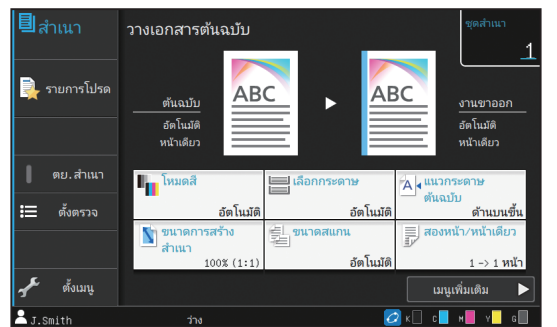 สำเนา
รายการโปรด
ตย.สำเนา
ตั้งตรวจ
ตั้งเมนู
วางเอกสารต้นฉบับ
ชุดสำเนา
1
ต้นฉบับ
อัตโนมัติ
หน้าเดียว
ABC
ABC
งานขาออก
อัตโนมัติ
หน้าเดียว
โหมดสี
อัตโนมัติ
เลือกกระดาษ
อัตโนมัติ
A
แนวกระดาษ
ต้นฉบับ
ด้านบนขึ้น
ขนาดการสร้าง
สำเนา
100% (1:1)
ขนาดสแกน
อัตโนมัติ
สองหน้า/หน้าเดียว
1 -> 1 หน้า
เมนูเพิ่มเติม
J.Smith
ว่าง
K C M Y G